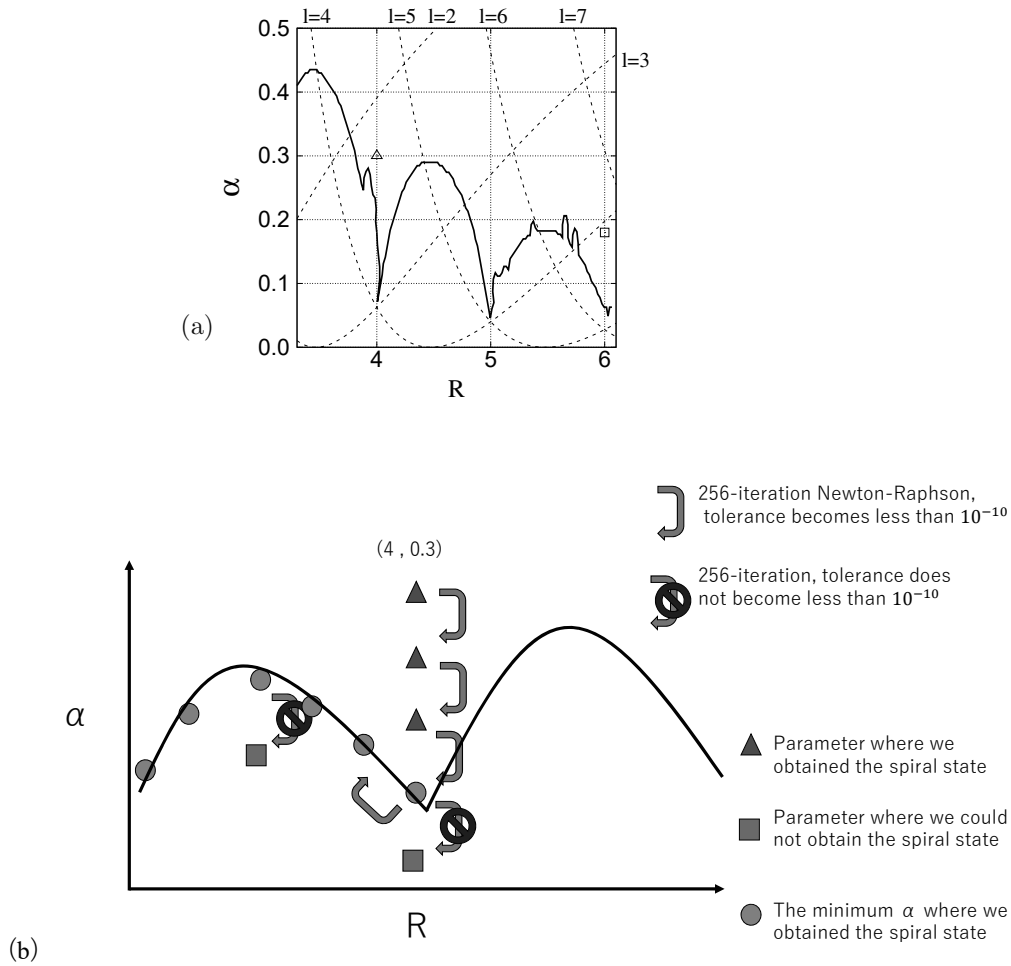 l=4 l=5 l=2 l=6 l=7
0.5
l=3
0.4
0.3
α
0.2
0.1
(a)
0.0
4 5 6
R
256-iteration Newton-Raphson,
tolerance becomes less than 10⁻¹⁰
(4 , 0.3)
256-iteration, tolerance does
not become less than 10⁻¹⁰
α
Parameter where we
obtained the spiral state
Parameter where we could
not obtain the spiral state
The minimum α where we
obtained the spiral state
R
(b)